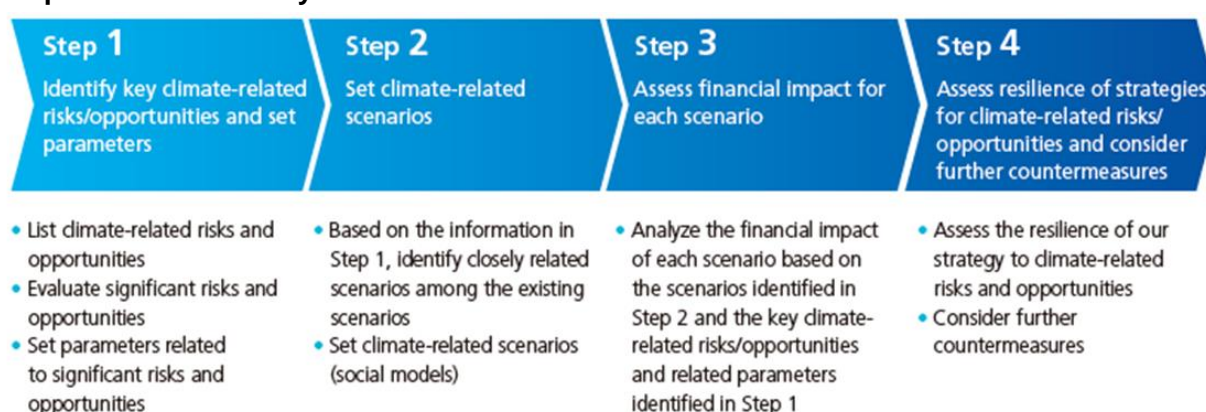 Step 1
Identify key climate-related
risks/opportunities and set
parameters
Step 2
Set climate-related
scenarios
Step 3
Assess financial impact for
each scenario
Step 4
Assess resilience of strategies
for climate-related risks/
opportunities and consider
further countermeasures
• List climate-related risks and
opportunities
• Evaluate significant risks and
opportunities
• Set parameters related
to significant risks and
opportunities
• Based on the information in
Step 1, identify closely related
scenarios among the existing
scenarios
• Set climate-related scenarios
(social models)
• Analyze the financial impact
of each scenario based on
the scenarios identified in
Step 2 and the key climate-
related risks/opportunities
and related parameters
identified in Step 1
• Assess the resilience of our
strategy to climate-related
risks and opportunities
• Consider further
countermeasures